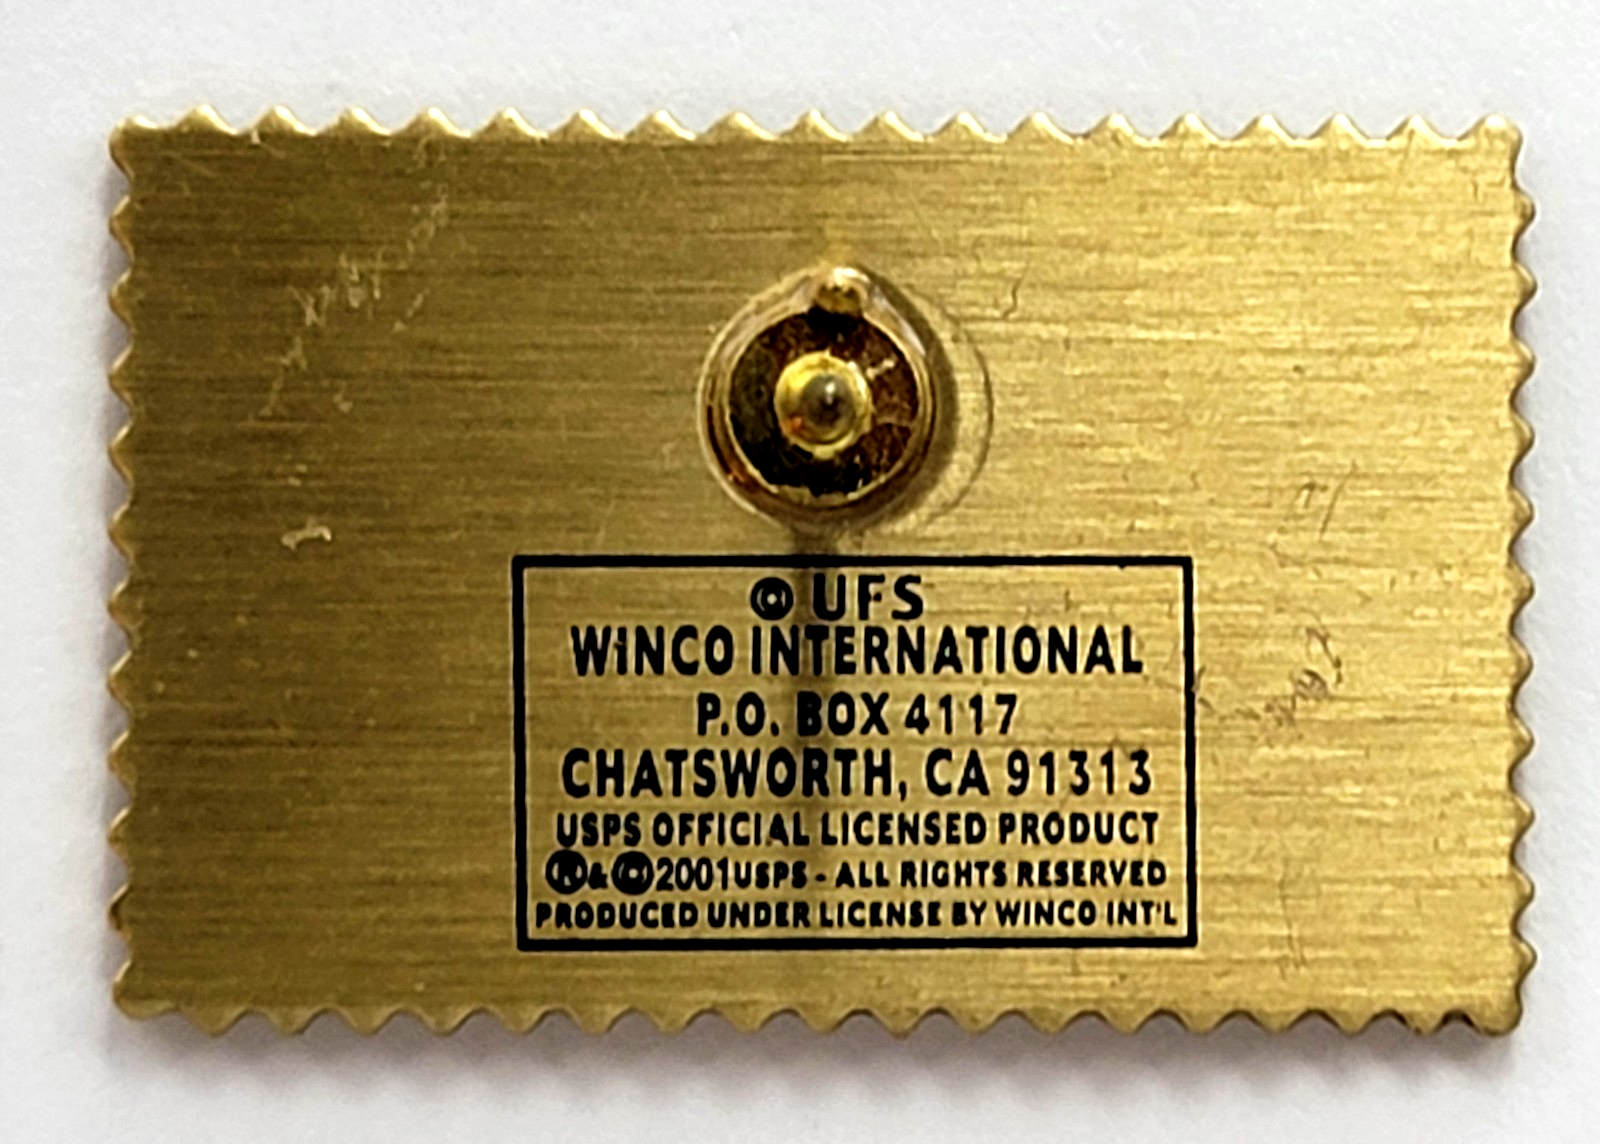 © UFS
WINCO INTERNATIONAL
P.O. BOX 4117
CHATSWORTH, CA 91313
USPS OFFICIAL LICENSED PRODUCT
®&©2001USPS - ALL RIGHTS RESERVED
PRODUCED UNDER LICENSE BY WINCO INT'L